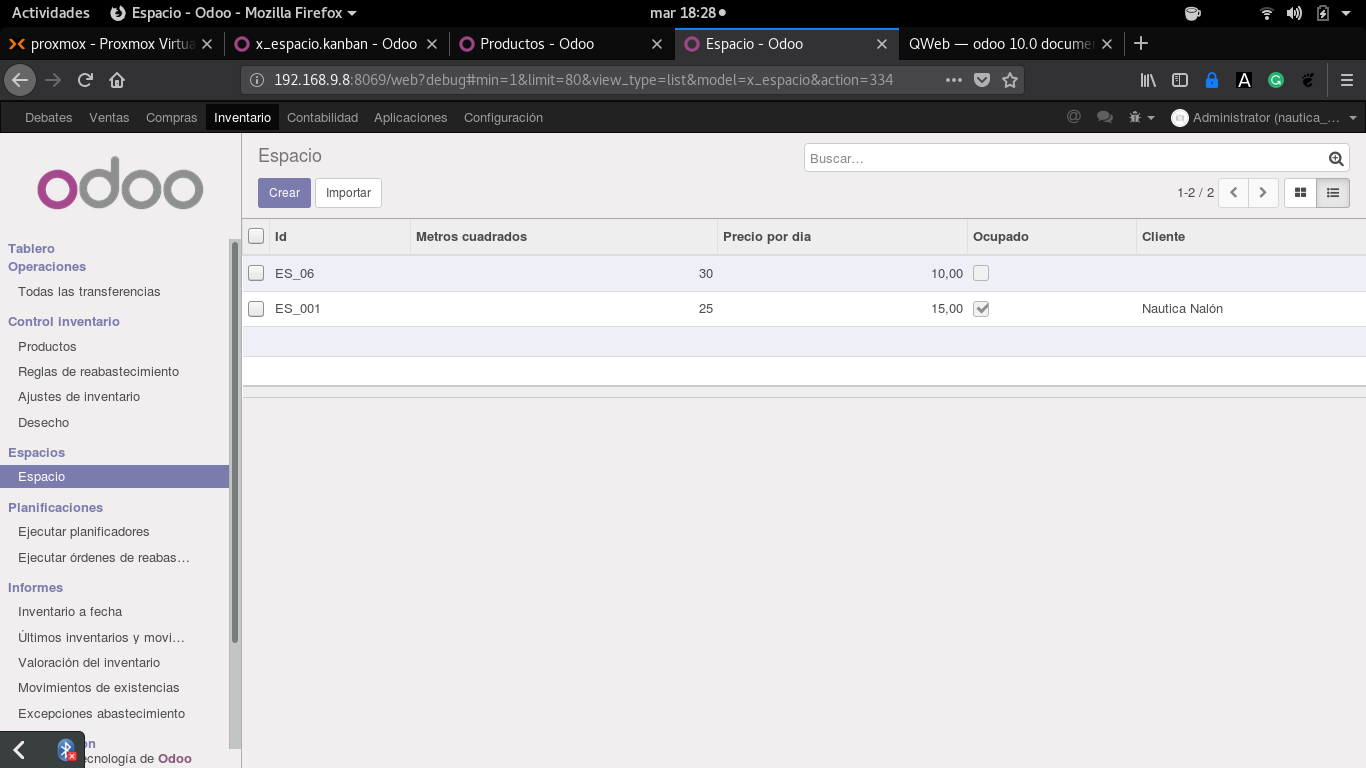 Actividades Espacio - Odoo - Mozilla Firefox mar 18:28
proxmox - Proxmox Virtua x_espacio.kanban - Odoo Productos - Odoo Espacio - Odoo QWeb — odoo 10.0 docume
192.168.9.8:8069/web?debug#min=1&limit=80&view_type=list&model=x_espacio&action=334
Debates Ventas Compras Inventario Contabilidad Aplicaciones Configuración @ Administrator (nautica_...
odoo
Espacio
Buscar...
Crear Importar
1-2 / 2
Id Metros cuadrados Precio por dia Ocupado Cliente
ES_06 30 10,00
ES_001 25 15,00 Nautica Nalón
Tablero
Operaciones
Todas las transferencias
Control inventario
Productos
Reglas de reabastecimiento
Ajustes de inventario
Desecho
Espacios
Espacio
Planificaciones
Ejecutar planificadores
Ejecutar órdenes de reabas...
Informes
Inventario a fecha
Últimos inventarios y movi...
Valoración del inventario
Movimientos de existencias
Excepciones abastecimiento
ón
ecnología de Odoo